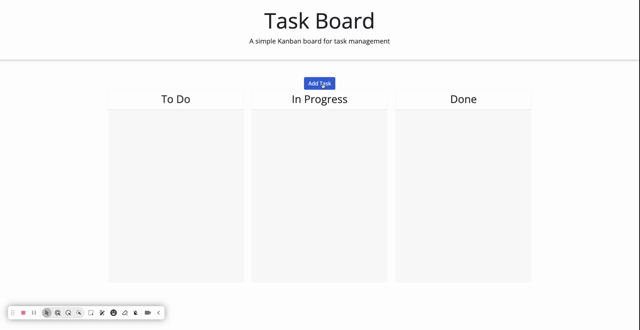 Task Board
A simple Kanban board for task management
Add Task
To Do
In Progress
Done